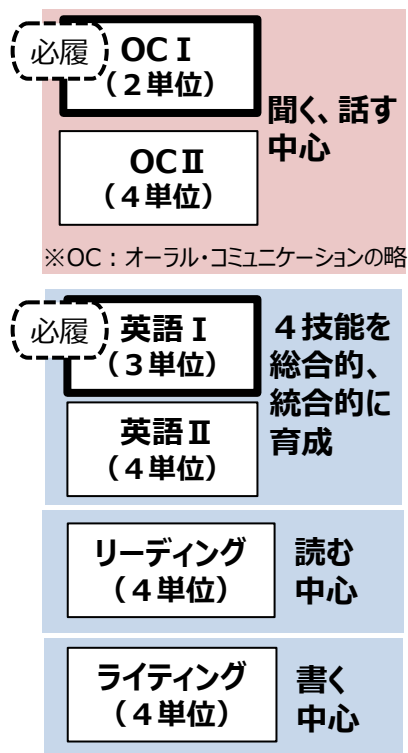 必履
OCⅠ
（２単位）
聞く、話す
中心
OCⅡ
（４単位）
※OC：オーラル・コミュニケーションの略
必履
英語Ⅰ
（３単位）
４技能を
総合的、
統合的に
育成
英語Ⅱ
（４単位）
リーディング
（４単位）
読む
中心
ライティング
（４単位）
書く
中心